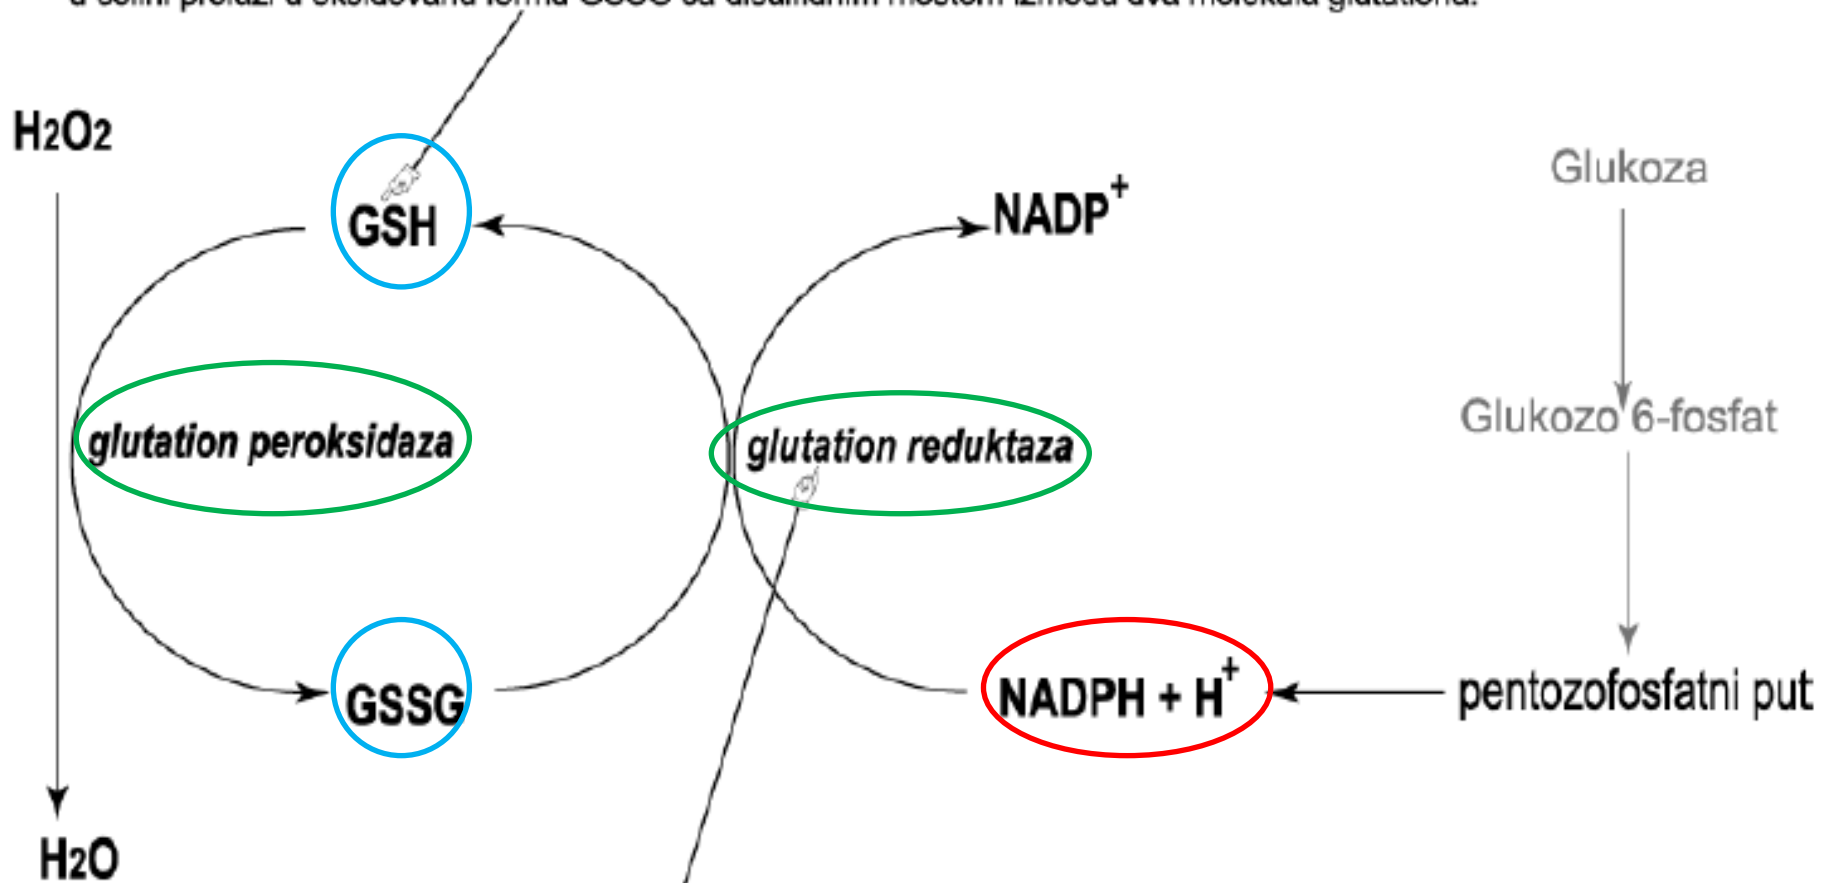 H2O2
GSH
NADP+
Glukoza
glutation peroksidaza
glutation reduktaza
Glukozo 6-fosfat
GSSG
NADPH + H+
pentozofosfatni put
H2O